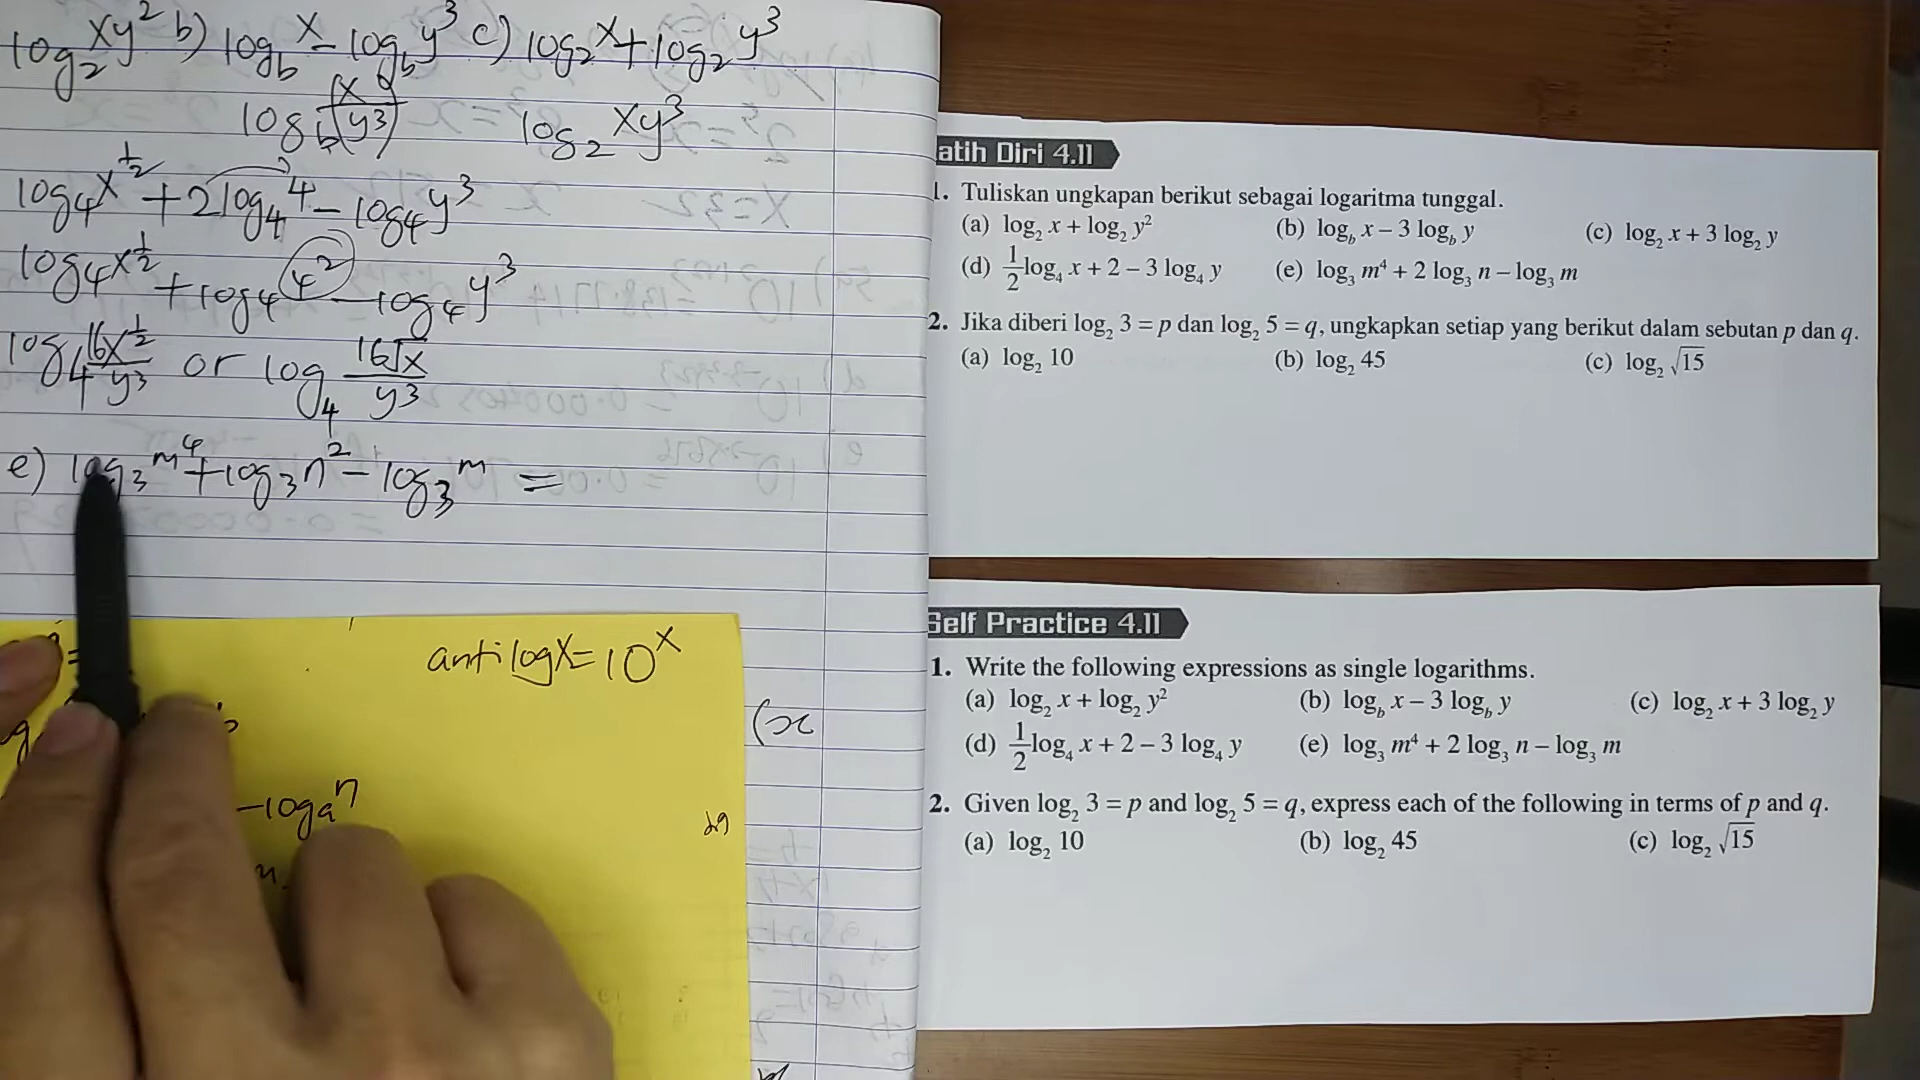 log₂ xy² b) log_b x - log_b y³ c) log₂ x + log₂ y³
log_b (x/y³) log₂ xy³
log₄ x^½ + 2log₄ 4 - log₄ y³
log₄ x^½ + log₄ 4² - log₄ y³
log₄ 16x^½/y³ or log₄ 16√x/y³
e) log₃ m⁴ + log₃ n² - log₃ m =
antilog x = 10^x
-logₐ n
atih Diri 4.11
1. Tuliskan ungkapan berikut sebagai logaritma tunggal.
(a) log₂ x + log₂ y² (b) log_b x – 3 log_b y (c) log₂ x + 3 log₂ y
(d) ½ log₄ x + 2 – 3 log₄ y (e) log₃ m⁴ + 2 log₃ n – log₃ m
2. Jika diberi log₂ 3 = p dan log₂ 5 = q, ungkapkan setiap yang berikut dalam sebutan p dan q.
(a) log₂ 10 (b) log₂ 45 (c) log₂ √15
Self Practice 4.11
1. Write the following expressions as single logarithms.
(a) log₂ x + log₂ y² (b) log_b x – 3 log_b y (c) log₂ x + 3 log₂ y
(d) ½ log₄ x + 2 – 3 log₄ y (e) log₃ m⁴ + 2 log₃ n – log₃ m
2. Given log₂ 3 = p and log₂ 5 = q, express each of the following in terms of p and q.
(a) log₂ 10 (b) log₂ 45 (c) log₂ √15